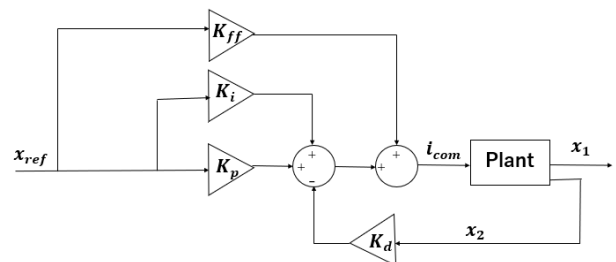 K_ff
K_i
x_ref
K_p
+
+
-
+
+
i_com
Plant
x_1
x_2
K_d